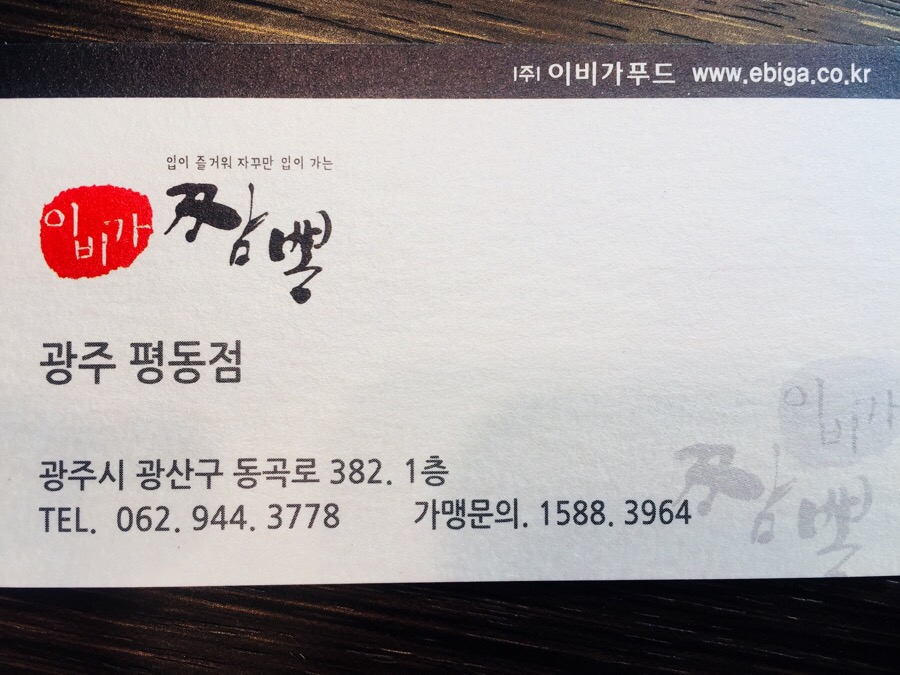 (주) 이비가푸드 www.ebiga.co.kr
입이 즐거워 자꾸만 입이 가는
이비가 짬뽕
광주 평동점
광주시 광산구 동곡로 382. 1층
TEL. 062. 944. 3778 가맹문의. 1588. 3964
이비가
짬뽕